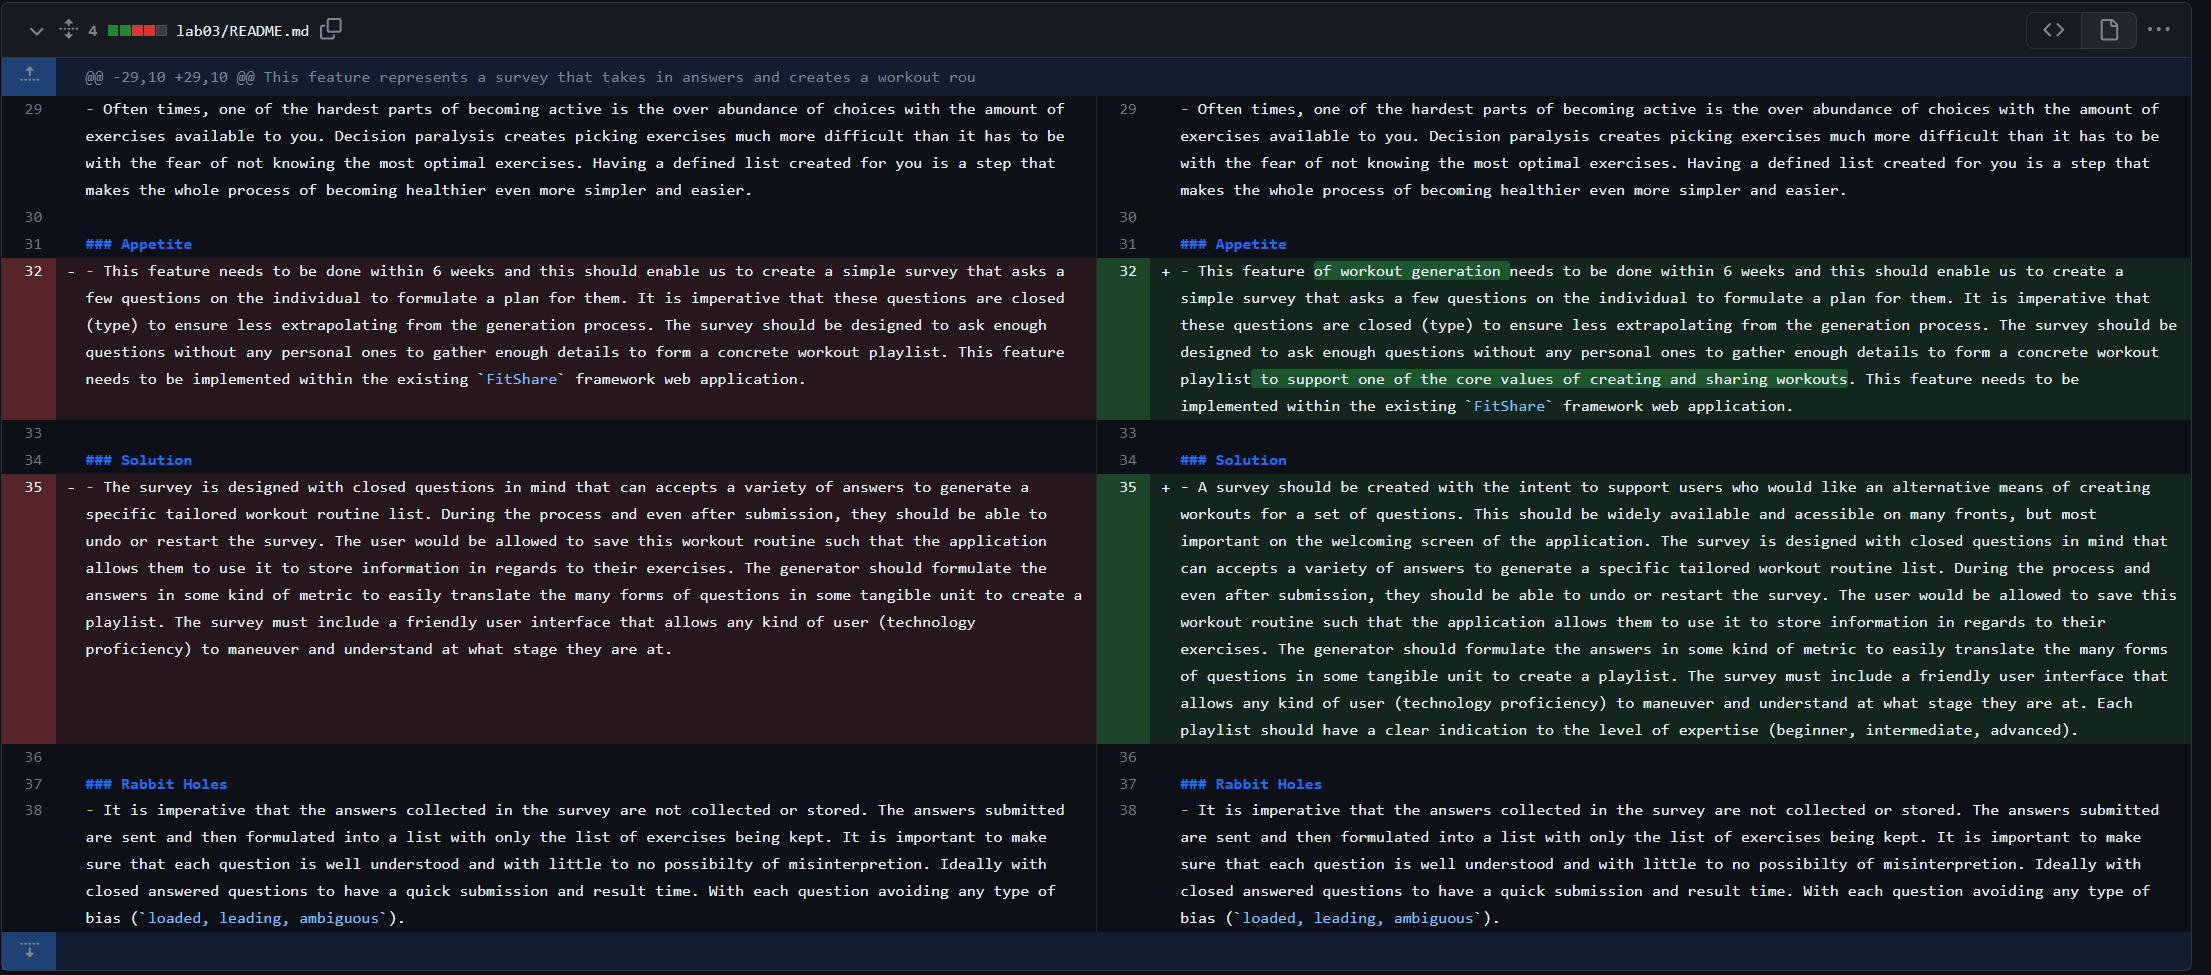 4 lab03/README.md
@@ -29,10 +29,10 @@ This feature represents a survey that takes in answers and creates a workout rou
29 - Often times, one of the hardest parts of becoming active is the over abundance of choices with the amount of
exercises available to you. Decision paralysis creates picking exercises much more difficult than it has to be
with the fear of not knowing the most optimal exercises. Having a defined list created for you is a step that
makes the whole process of becoming healthier even more simpler and easier.
30
31 ### Appetite
32 - - This feature needs to be done within 6 weeks and this should enable us to create a simple survey that asks a
few questions on the individual to formulate a plan for them. It is imperative that these questions are closed
(type) to ensure less extrapolating from the generation process. The survey should be designed to ask enough
questions without any personal ones to gather enough details to form a concrete workout playlist. This feature
needs to be implemented within the existing `FitShare` framework web application.
33
34 ### Solution
35 - - The survey is designed with closed questions in mind that can accepts a variety of answers to generate a
specific tailored workout routine list. During the process and even after submission, they should be able to
undo or restart the survey. The user would be allowed to save this workout routine such that the application
allows them to use it to store information in regards to their exercises. The generator should formulate the
answers in some kind of metric to easily translate the many forms of questions in some tangible unit to create a
playlist. The survey must include a friendly user interface that allows any kind of user (technology
proficiency) to maneuver and understand at what stage they are at.
36
37 ### Rabbit Holes
38 - It is imperative that the answers collected in the survey are not collected or stored. The answers submitted
are sent and then formulated into a list with only the list of exercises being kept. It is important to make
sure that each question is well understood and with little to no possibilty of misinterpretion. Ideally with
closed answered questions to have a quick submission and result time. With each question avoiding any type of
bias (`loaded, leading, ambiguous`).
29 - Often times, one of the hardest parts of becoming active is the over abundance of choices with the amount of
exercises available to you. Decision paralysis creates picking exercises much more difficult than it has to be
with the fear of not knowing the most optimal exercises. Having a defined list created for you is a step that
makes the whole process of becoming healthier even more simpler and easier.
30
31 ### Appetite
32 + - This feature of workout generation needs to be done within 6 weeks and this should enable us to create a
simple survey that asks a few questions on the individual to formulate a plan for them. It is imperative that
these questions are closed (type) to ensure less extrapolating from the generation process. The survey should be
designed to ask enough questions without any personal ones to gather enough details to form a concrete workout
playlist to support one of the core values of creating and sharing workouts. This feature needs to be
implemented within the existing `FitShare` framework web application.
33
34 ### Solution
35 + - A survey should be created with the intent to support users who would like an alternative means of creating
workouts for a set of questions. This should be widely available and acessible on many fronts, but most
important on the welcoming screen of the application. The survey is designed with closed questions in mind that
can accepts a variety of answers to generate a specific tailored workout routine list. During the process and
even after submission, they should be able to undo or restart the survey. The user would be allowed to save this
workout routine such that the application allows them to use it to store information in regards to their
exercises. The generator should formulate the answers in some kind of metric to easily translate the many forms
of questions in some tangible unit to create a playlist. The survey must include a friendly user interface that
allows any kind of user (technology proficiency) to maneuver and understand at what stage they are at. Each
playlist should have a clear indication to the level of expertise (beginner, intermediate, advanced).
36
37 ### Rabbit Holes
38 - It is imperative that the answers collected in the survey are not collected or stored. The answers submitted
are sent and then formulated into a list with only the list of exercises being kept. It is important to make
sure that each question is well understood and with little to no possibilty of misinterpretion. Ideally with
closed answered questions to have a quick submission and result time. With each question avoiding any type of
bias (`loaded, leading, ambiguous`).